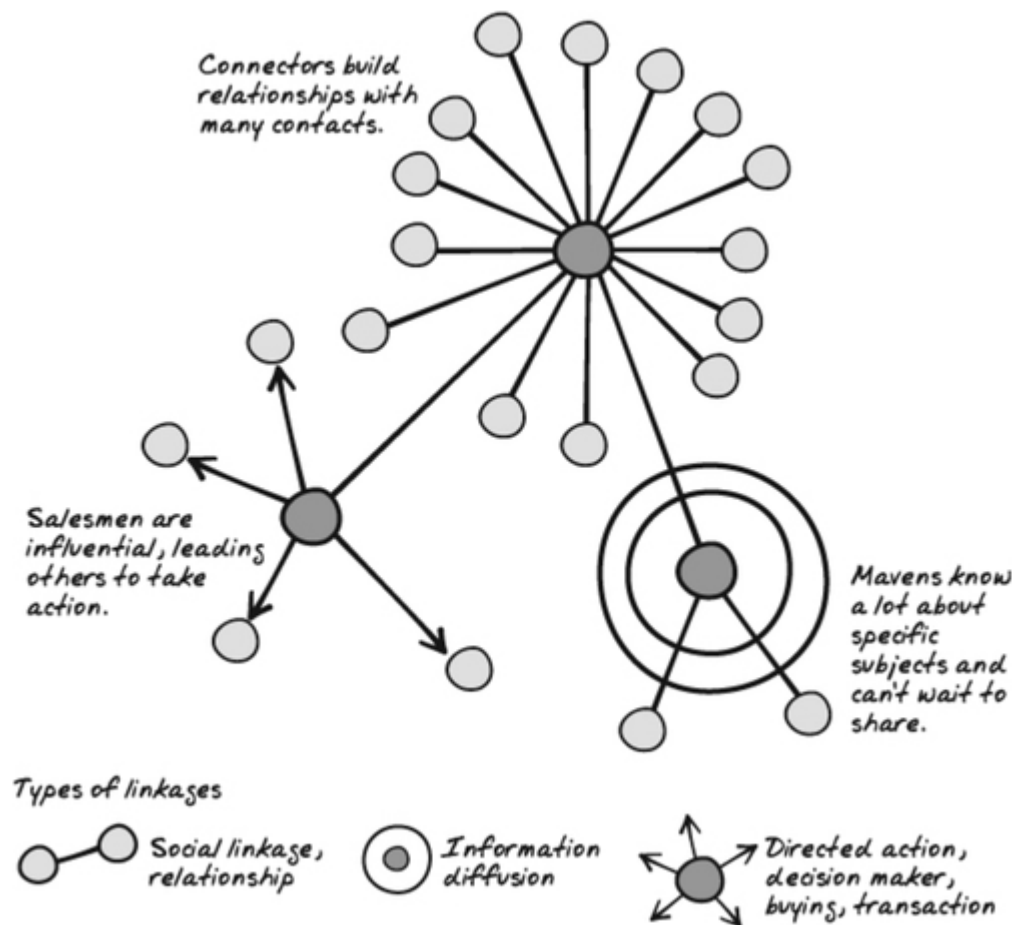 Connectors build
relationships with
many contacts.
Salesmen are
influential, leading
others to take
action.
Mavens know
a lot about
specific
subjects and
can't wait to
share.
Types of linkages
Social linkage,
relationship
Information
diffusion
Directed action,
decision maker,
buying, transaction